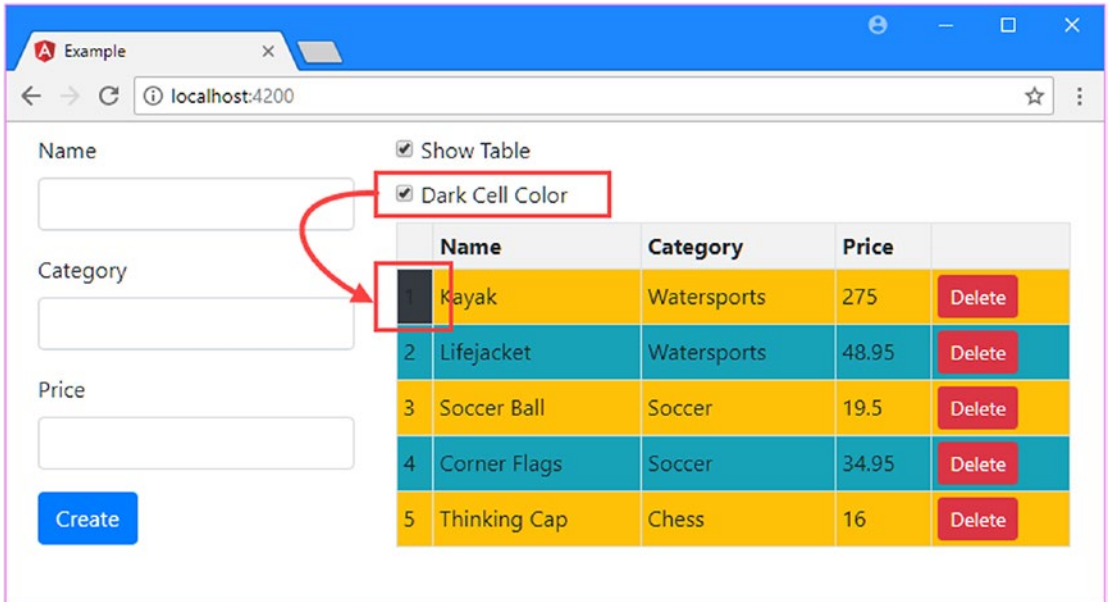 Example
localhost:4200
Name
Category
Price
Create
Show Table
Dark Cell Color
Name Category Price
1 Kayak Watersports 275 Delete
2 Lifejacket Watersports 48.95 Delete
3 Soccer Ball Soccer 19.5 Delete
4 Corner Flags Soccer 34.95 Delete
5 Thinking Cap Chess 16 Delete